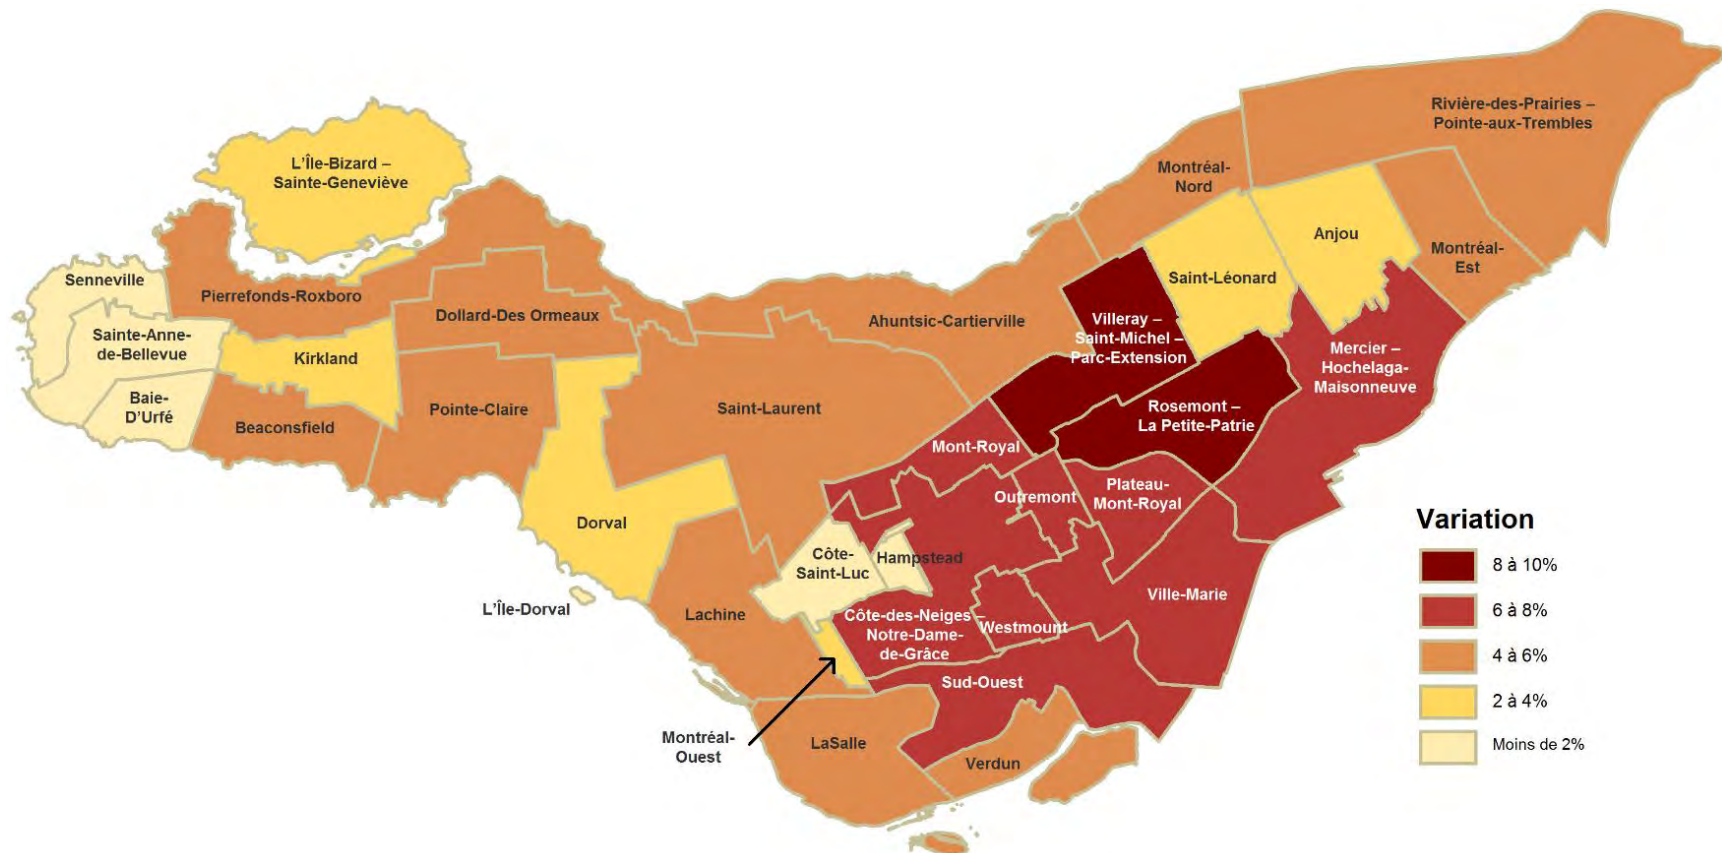 Rivière-des-Prairies –
Pointe-aux-Trembles
L'Île-Bizard –
Sainte-Geneviève
Montréal-
Nord
Anjou
Montréal-
Est
Senneville
Saint-Léonard
Pierrefonds-Roxboro
Dollard-Des Ormeaux
Ahuntsic-Cartierville
Villeray –
Saint-Michel –
Parc-Extension
Sainte-Anne-
de-Bellevue
Kirkland
Mercier –
Hochelaga-
Maisonneuve
Baie-
D'Urfé
Beaconsfield
Pointe-Claire
Saint-Laurent
Rosemont –
La Petite-Patrie
Mont-Royal
Outremont
Plateau-
Mont-Royal
Dorval
Côte-
Saint-Luc
Hampstead
L'Île-Dorval
Lachine
Côte-des-Neiges –
Notre-Dame-
de-Grâce
Westmount
Ville-Marie
Sud-Ouest
Montréal-
Ouest
LaSalle
Verdun
Variation
8 à 10%
6 à 8%
4 à 6%
2 à 4%
Moins de 2%